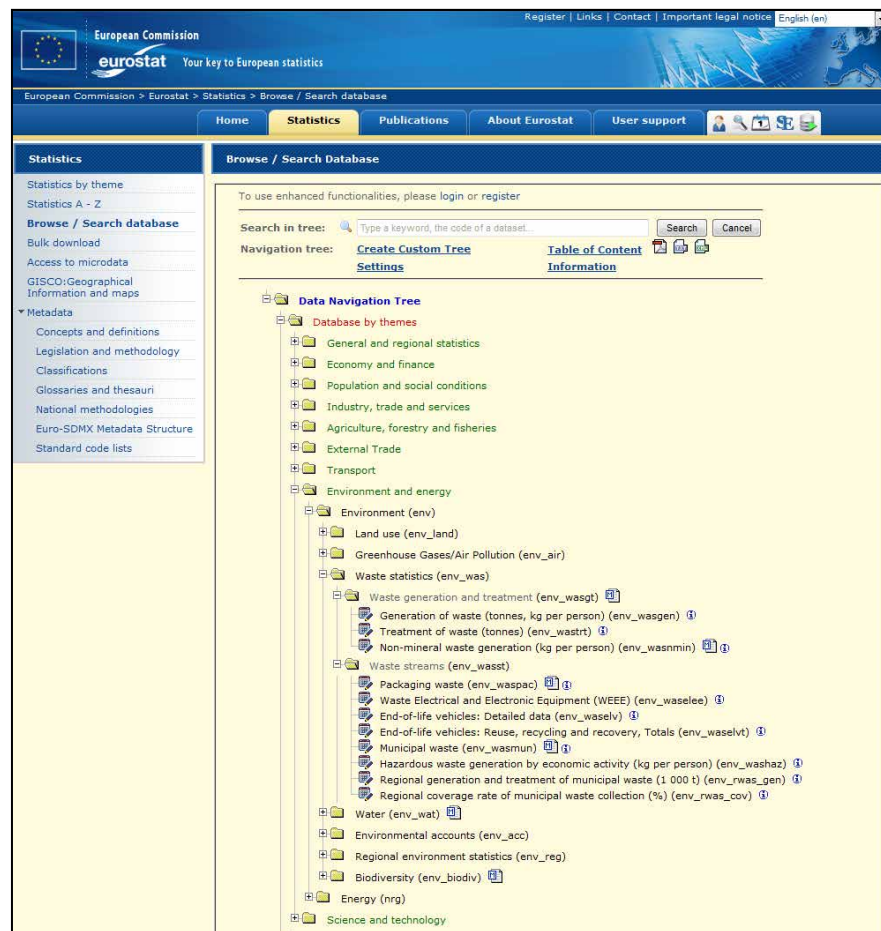 Register | Links | Contact | Important legal notice English (en)
European Commission
eurostat Your key to European statistics
European Commission > Eurostat > Statistics > Browse / Search database
Home Statistics Publications About Eurostat User support
Statistics
Statistics by theme
Statistics A - Z
Browse / Search database
Bulk download
Access to microdata
GISCO:Geographical
Information and maps
Metadata
Concepts and definitions
Legislation and methodology
Classifications
Glossaries and thesauri
National methodologies
Euro-SDMX Metadata Structure
Standard code lists
Browse / Search Database
To use enhanced functionalities, please login or register
Search in tree: Type a keyword, the code of a dataset... Search Cancel
Navigation tree: Create Custom Tree Table of Content
Settings Information
Data Navigation Tree
Database by themes
General and regional statistics
Economy and finance
Population and social conditions
Industry, trade and services
Agriculture, forestry and fisheries
External Trade
Transport
Environment and energy
Environment (env)
Land use (env_land)
Greenhouse Gases/Air Pollution (env_air)
Waste statistics (env_was)
Waste generation and treatment (env_wasgt)
Generation of waste (tonnes, kg per person) (env_wasgen)
Treatment of waste (tonnes) (env_wastrt)
Non-mineral waste generation (kg per person) (env_wasnmin)
Waste streams (env_wasst)
Packaging waste (env_waspac)
Waste Electrical and Electronic Equipment (WEEE) (env_waselee)
End-of-life vehicles: Detailed data (env_waselv)
End-of-life vehicles: Reuse, recycling and recovery, Totals (env_waselvt)
Municipal waste (env_wasmun)
Hazardous waste generation by economic activity (kg per person) (env_washaz)
Regional generation and treatment of municipal waste (1 000 t) (env_rwas_gen)
Regional coverage rate of municipal waste collection (%) (env_rwas_cov)
Water (env_wat)
Environmental accounts (env_acc)
Regional environment statistics (env_reg)
Biodiversity (env_biodiv)
Energy (nrg)
Science and technology